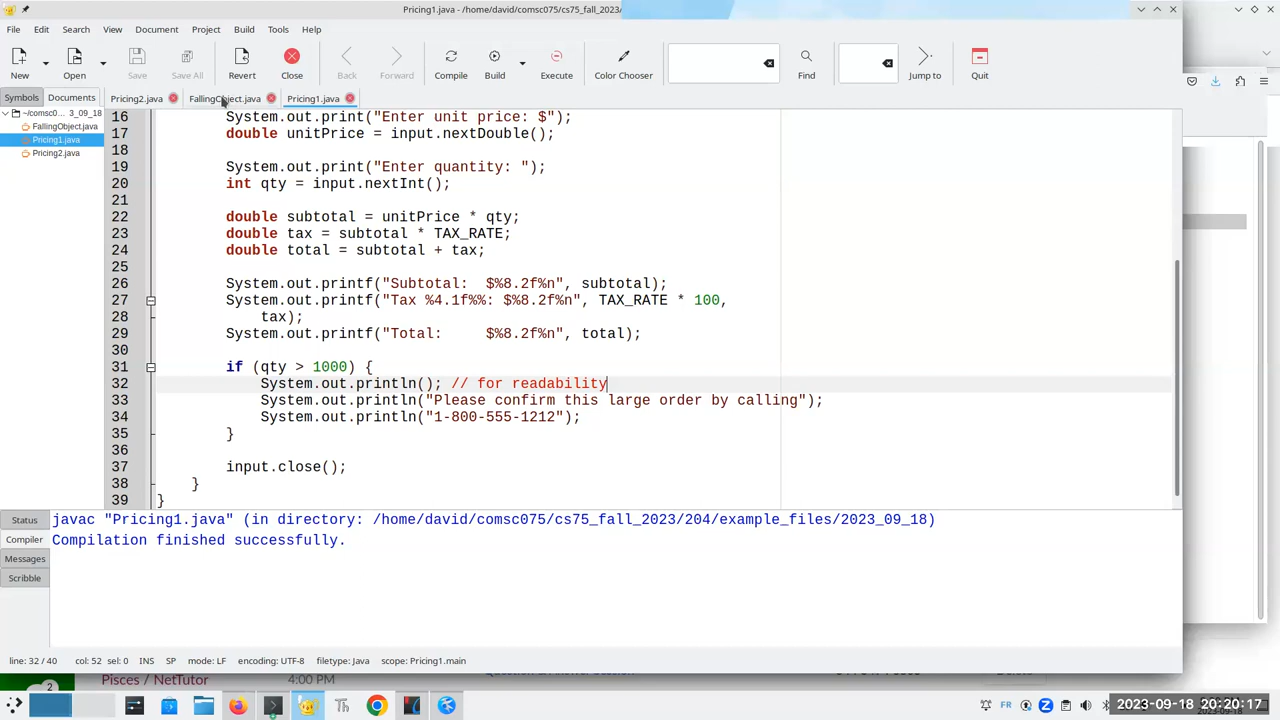 Pricing1.java - /home/david/comsc075/cs75_fall_2023/
File Edit Search View Document Project Build Tools Help
New Open Save Save All Revert Close Back Forward Compile Build Execute Color Chooser Find Jump to Quit
Symbols Documents Pricing2.java FallingObject.java Pricing1.java
~/comsc0… 3_09_18
FallingObject.java
Pricing1.java
Pricing2.java
16 System.out.print("Enter unit price: $");
17 double unitPrice = input.nextDouble();
18
19 System.out.print("Enter quantity: ");
20 int qty = input.nextInt();
21
22 double subtotal = unitPrice * qty;
23 double tax = subtotal * TAX_RATE;
24 double total = subtotal + tax;
25
26 System.out.printf("Subtotal:  $%8.2f%n", subtotal);
27 System.out.printf("Tax %4.1f%%: $%8.2f%n", TAX_RATE * 100,
28 tax);
29 System.out.printf("Total:     $%8.2f%n", total);
30
31 if (qty > 1000) {
32 System.out.println(); // for readability
33 System.out.println("Please confirm this large order by calling");
34 System.out.println("1-800-555-1212");
35 }
36
37 input.close();
38 }
39 }
Status
Compiler
Messages
Scribble
javac "Pricing1.java" (in directory: /home/david/comsc075/cs75_fall_2023/204/example_files/2023_09_18)
Compilation finished successfully.
line: 32 / 40 col: 52 sel: 0 INS SP mode: LF encoding: UTF-8 filetype: Java scope: Pricing1.main
Pisces / NetTutor 4:00 PM
2
FR
2023-09-18 20:20:17